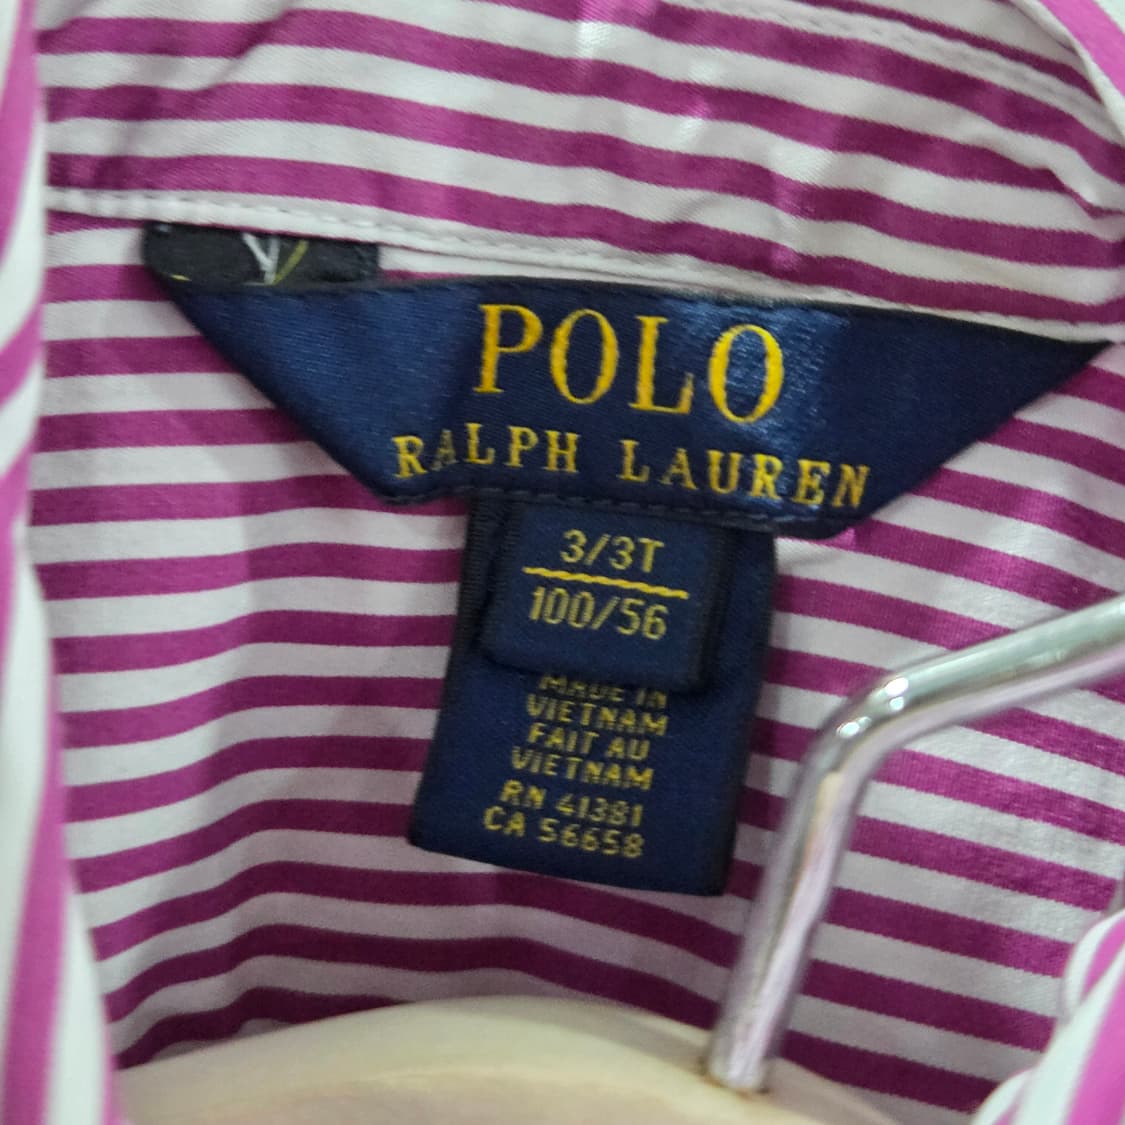 POLO
RALPH LAUREN
3/3T
100/56
MADE IN
VIETNAM
FAIT AU
VIETNAM
RN 41381
CA 56658